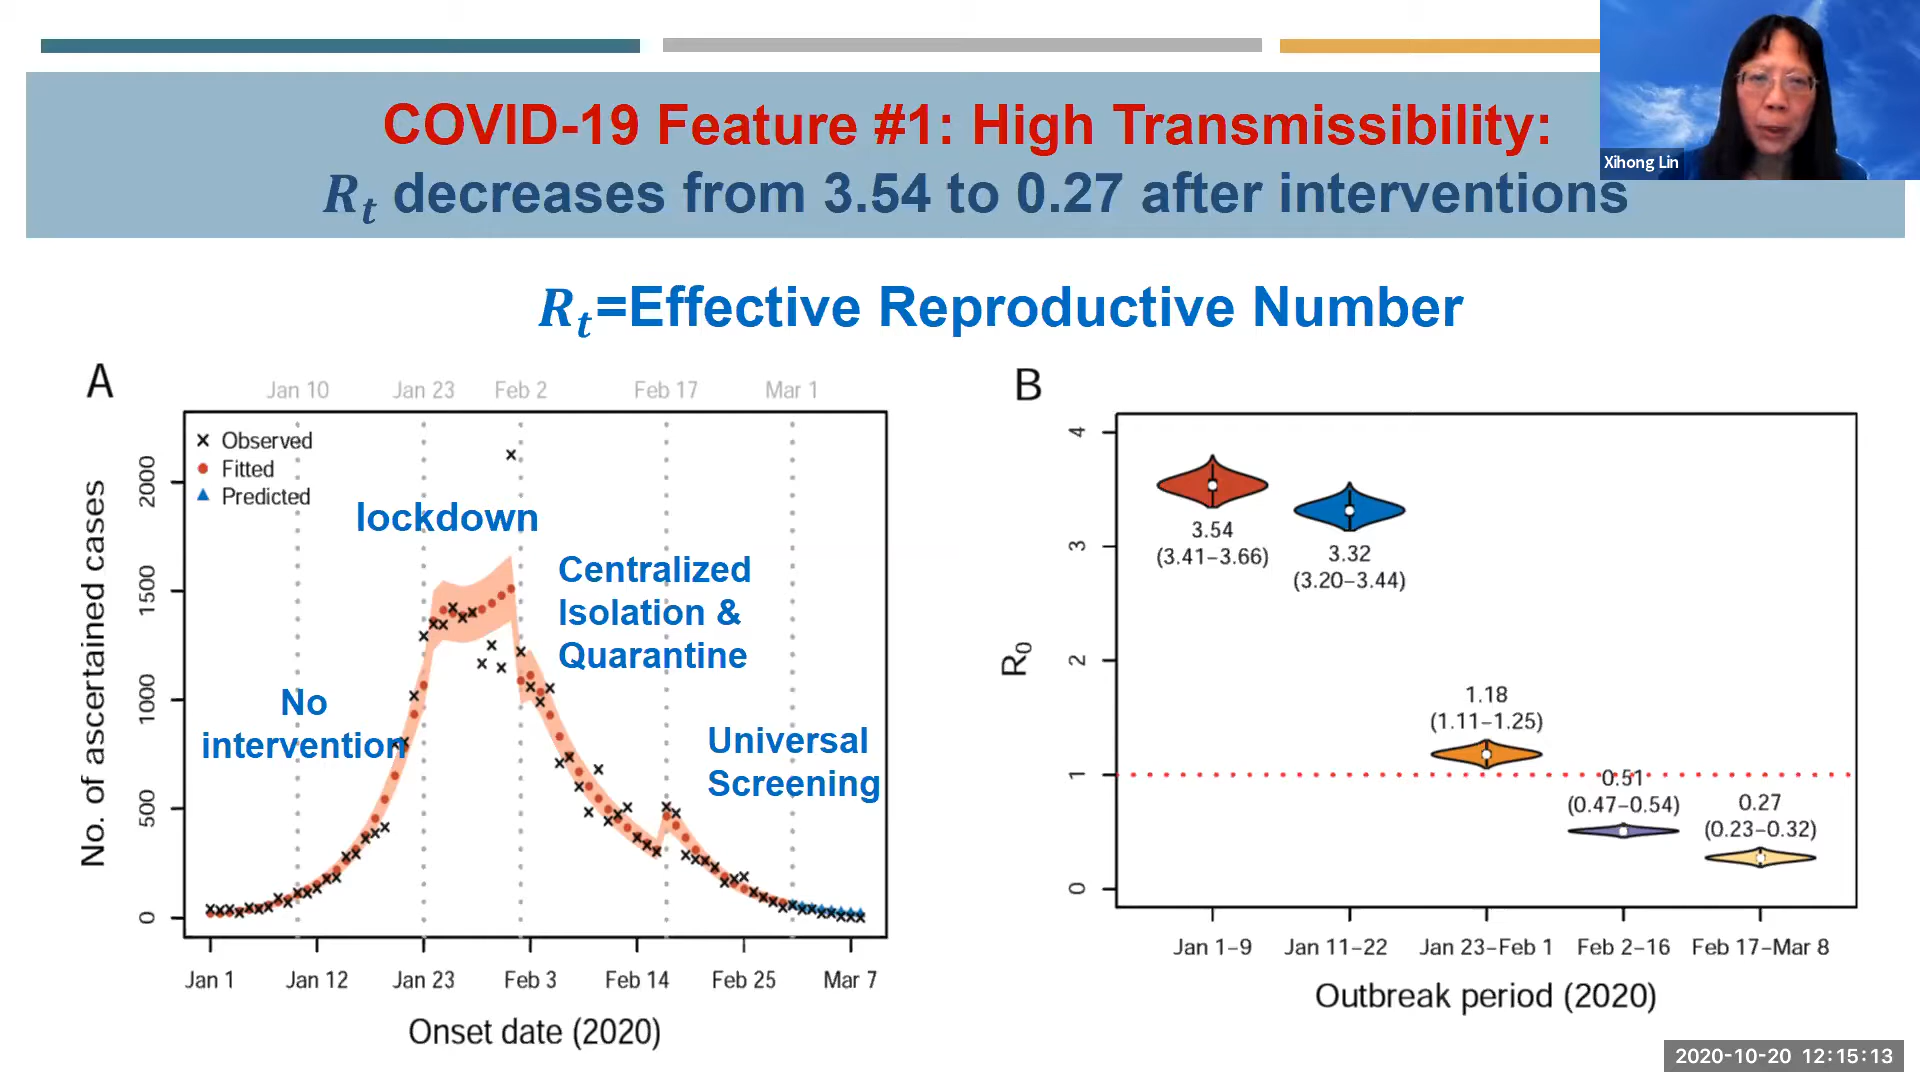 COVID-19 Feature #1: High Transmissibility:
Rt decreases from 3.54 to 0.27 after interventions
Xihong Lin
Rt=Effective Reproductive Number
A
Jan 10 Jan 23 Feb 2 Feb 17 Mar 1
Observed
Fitted
Predicted
lockdown
Centralized
Isolation &
Quarantine
No
intervention
Universal
Screening
No. of ascertained cases
2000
1500
1000
500
0
Jan 1 Jan 12 Jan 23 Feb 3 Feb 14 Feb 25 Mar 7
Onset date (2020)
B
R0
4
3
2
1
0
3.54
(3.41–3.66)
3.32
(3.20–3.44)
1.18
(1.11–1.25)
0.51
(0.47–0.54)
0.27
(0.23–0.32)
Jan 1–9 Jan 11–22 Jan 23–Feb 1 Feb 2–16 Feb 17–Mar 8
Outbreak period (2020)
2020-10-20 12:15:13